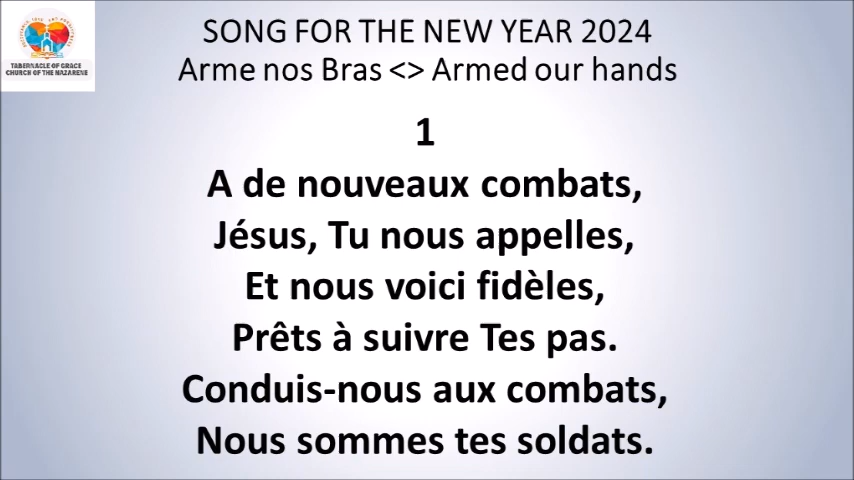 TABERNACLE OF GRACE
CHURCH OF THE NAZARENE
SONG FOR THE NEW YEAR 2024
Arme nos Bras <> Armed our hands
1
A de nouveaux combats,
Jésus, Tu nous appelles,
Et nous voici fidèles,
Prêts à suivre Tes pas.
Conduis-nous aux combats,
Nous sommes tes soldats.